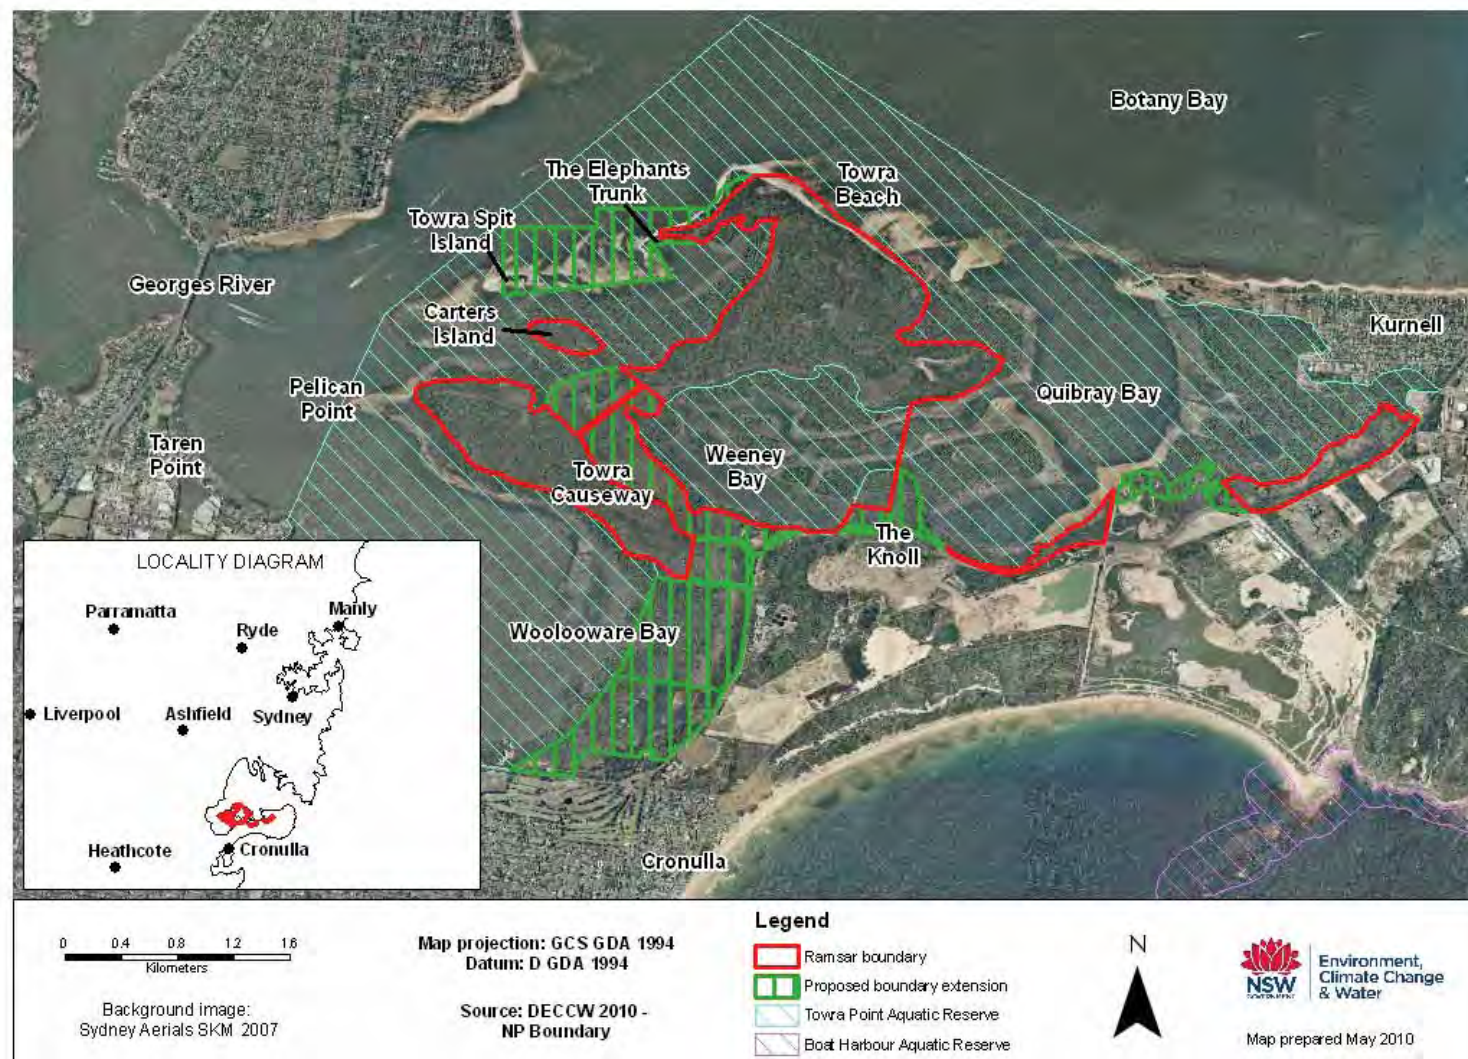 Botany Bay
The Elephants
Trunk
Towra
Beach
Towra Spit
Island
Georges River
Carters
Island
Kurnell
Pelican
Point
Quibray Bay
Taren
Point
Weeney
Bay
Towra
Causeway
The
Knoll
Woolooware Bay
Cronulla
LOCALITY DIAGRAM
Parramatta
Manly
Ryde
Liverpool
Ashfield
Sydney
Heathcote
Cronulla
0 0.4 0.8 1.2 1.6
Kilometers
Background image:
Sydney Aerials SKM 2007
Map projection: GCS GDA 1994
Datum: D GDA 1994
Source: DECCW 2010 -
NP Boundary
Legend
Ramsar boundary
Proposed boundary extension
Towra Point Aquatic Reserve
Boat Harbour Aquatic Reserve
N
NSW
GOVERNMENT
Environment,
Climate Change
& Water
Map prepared May 2010